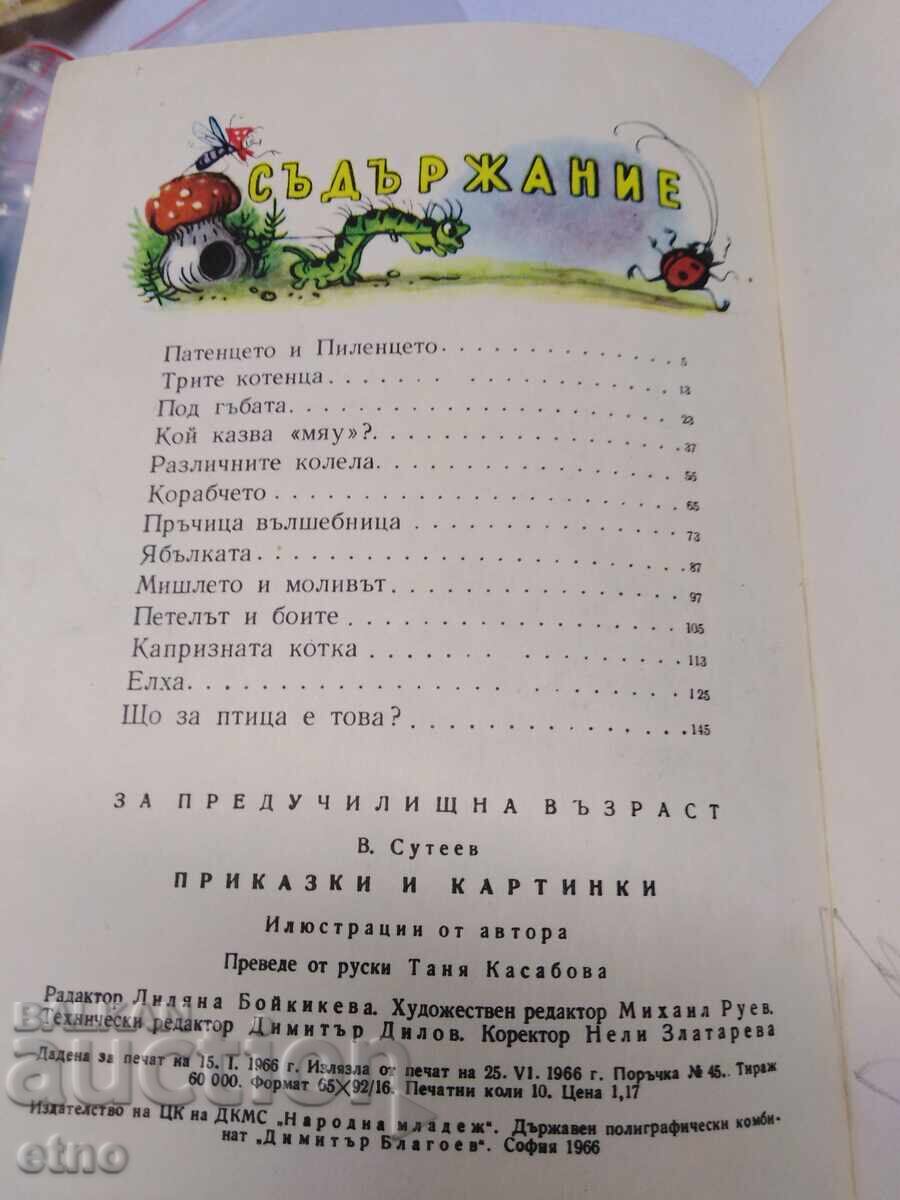 СЪДЪРЖАНИЕ
Патенцето и Пиленцето. . . . . . . . . . . . . . . 5
Трите котенца. . . . . . . . . . . . . . . . . 13
Под гъбата. . . . . . . . . . . . . . . . . . 23
Кой казва «мяу»?. . . . . . . . . . . . . . . . 37
Различните колела. . . . . . . . . . . . . . . 55
Корабчето . . . . . . . . . . . . . . . . . . 65
Пръчица вълшебница . . . . . . . . . . . . . . 73
Ябълката. . . . . . . . . . . . . . . . . . . 87
Мишлето и моливът. . . . . . . . . . . . . . . 97
Петелът и боите . . . . . . . . . . . . . . . . 105
Капризната котка . . . . . . . . . . . . . . . 113
Елха. . . . . . . . . . . . . . . . . . . . . 125
Що за птица е това? . . . . . . . . . . . . . . 145
ЗА ПРЕДУЧИЛИЩНА ВЪЗРАСТ
В. Сутеев
ПРИКАЗКИ И КАРТИНКИ
Илюстрации от автора
Преведе от руски Таня Касабова
Радактор Лиляна Бойкикева. Художествен редактор Михаил Руев.
Технически редактор Димитър Дилов. Коректор Нели Златарева
Дадена за печат на 15. I. 1966 г. Излязла от печат на 25. VI. 1966 г. Поръчка № 45. Тираж
60 000. Формат 65×92/16. Печатни коли 10. Цена 1,17
Издателство на ЦК на ДКМС „Народна младеж“. Държавен полиграфически комби-
нат „Димитър Благоев“. София 1966
BALKAN
auction
etno